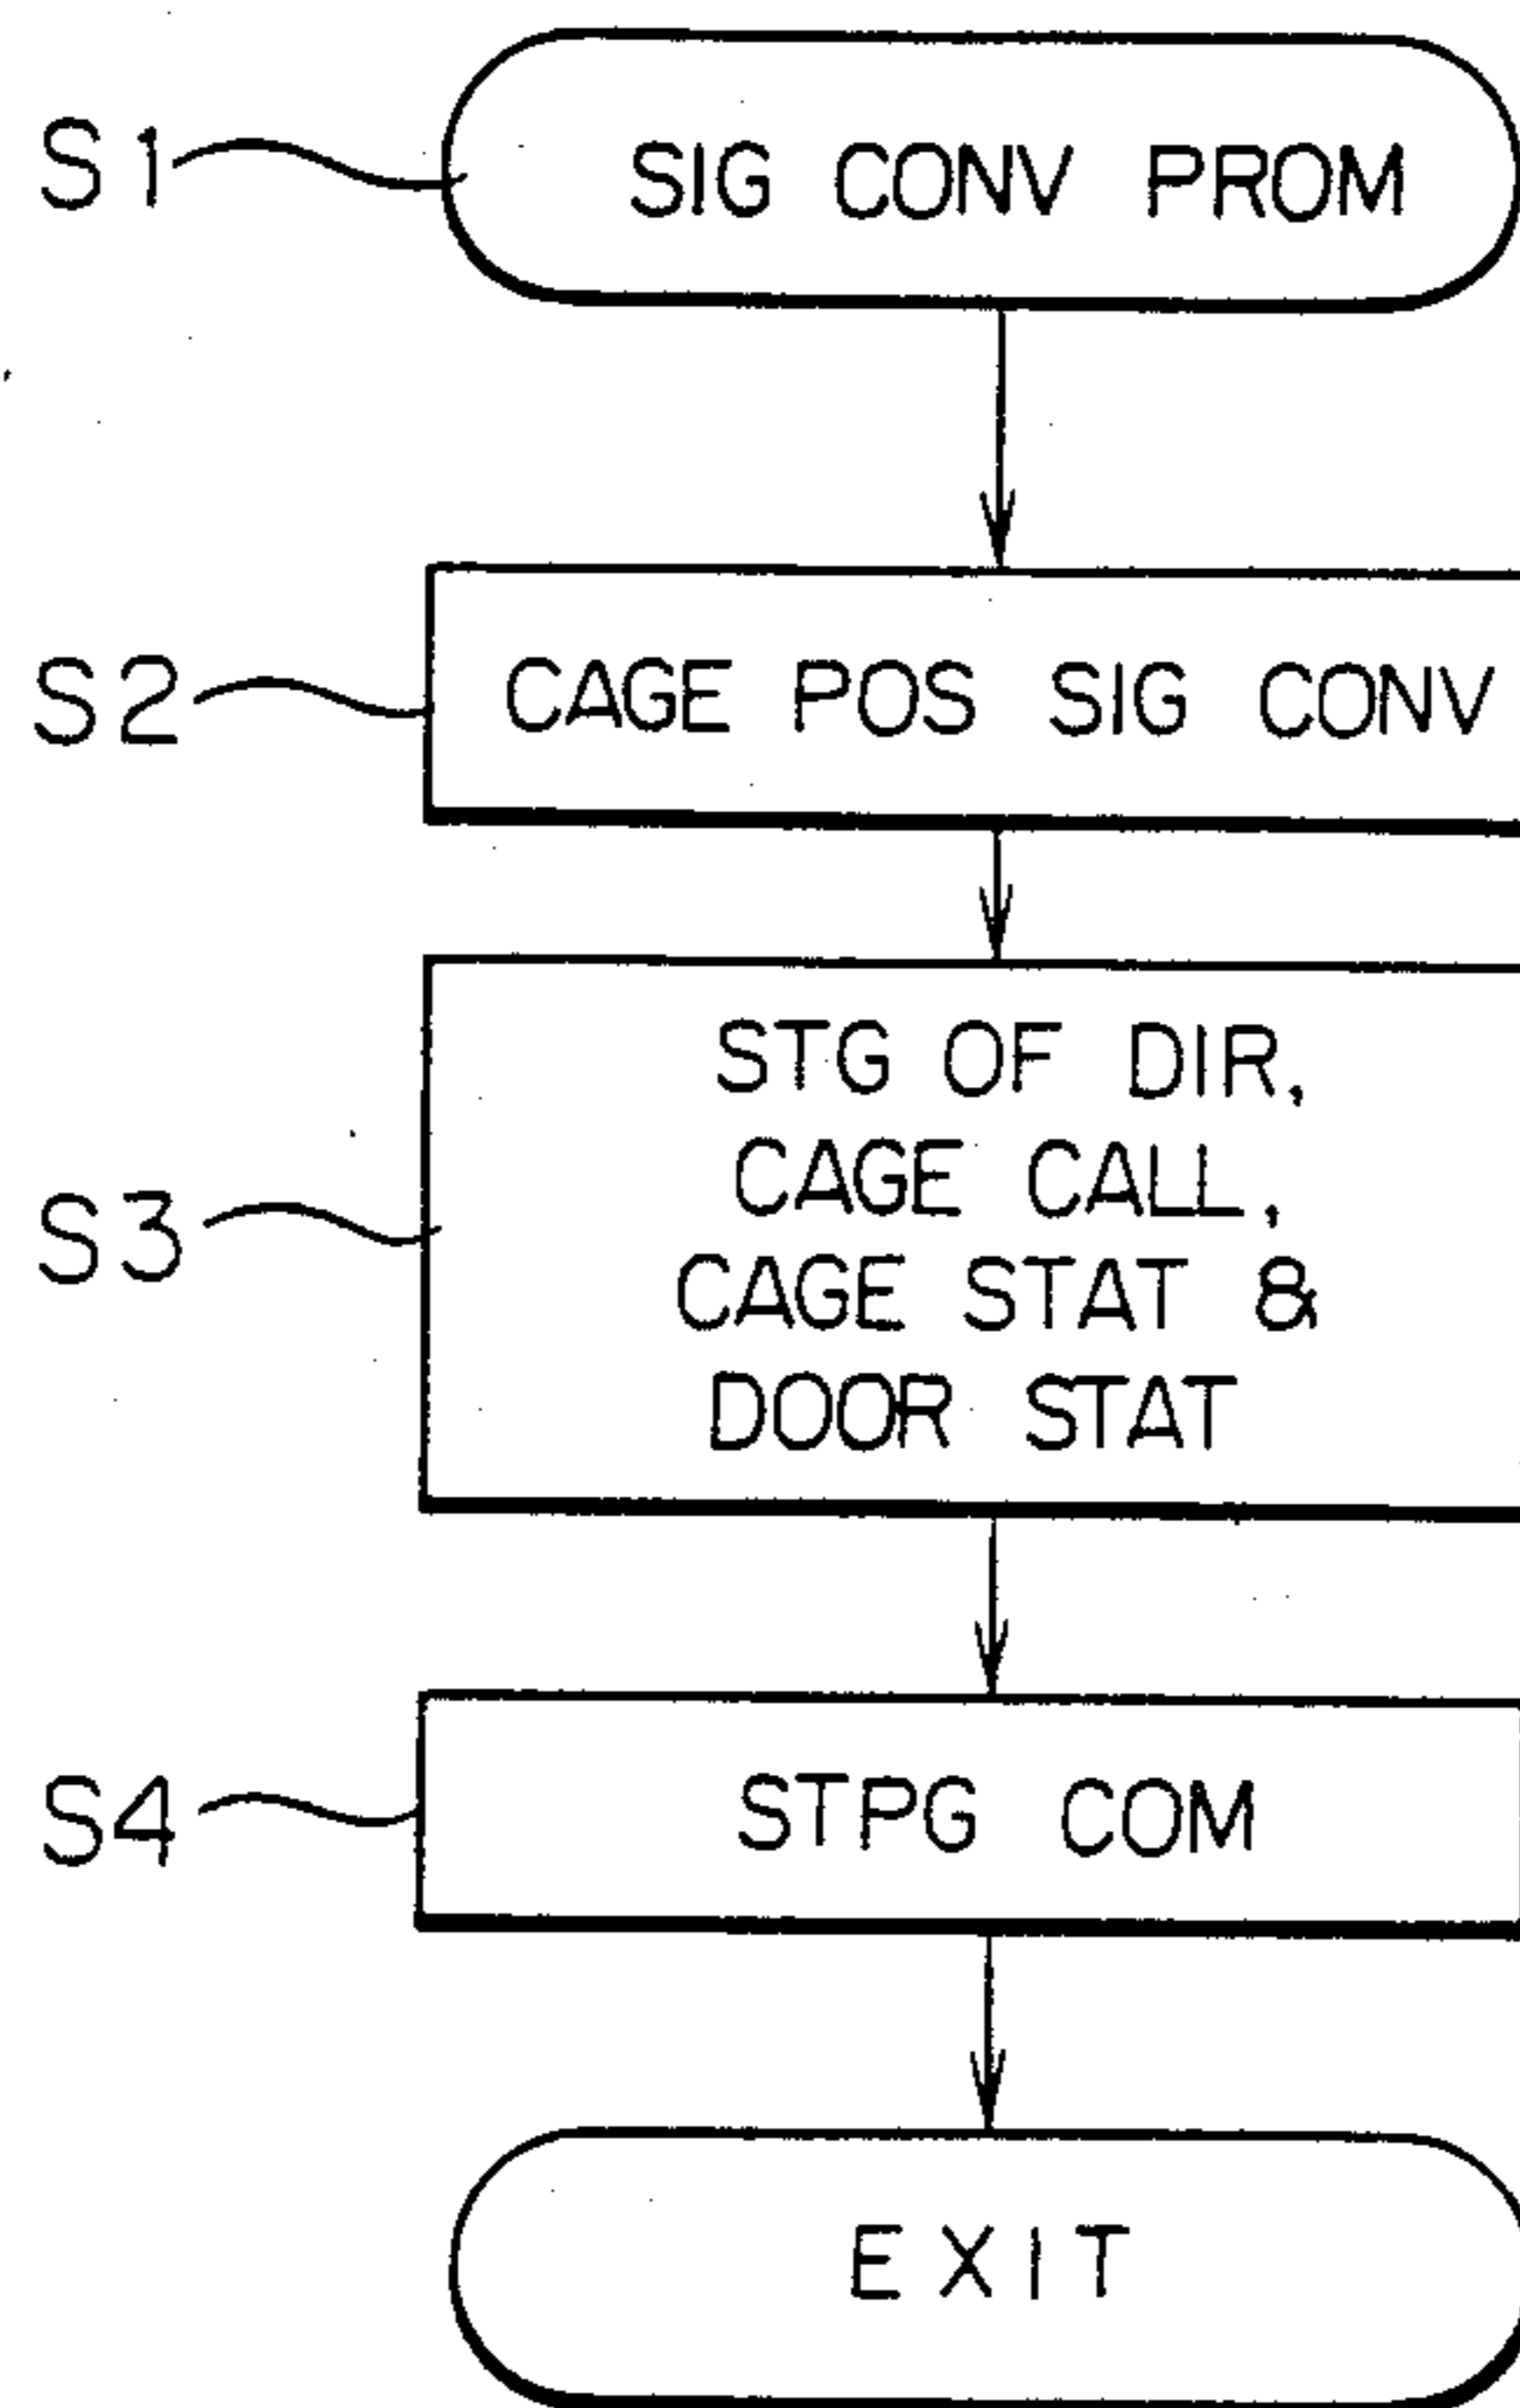 S1
SIG CONV PROM
S2
CAGE POS SIG CONV
S3
STG OF DIR,
CAGE CALL,
CAGE STAT &
DOOR STAT
S4
STPG COM
EXIT